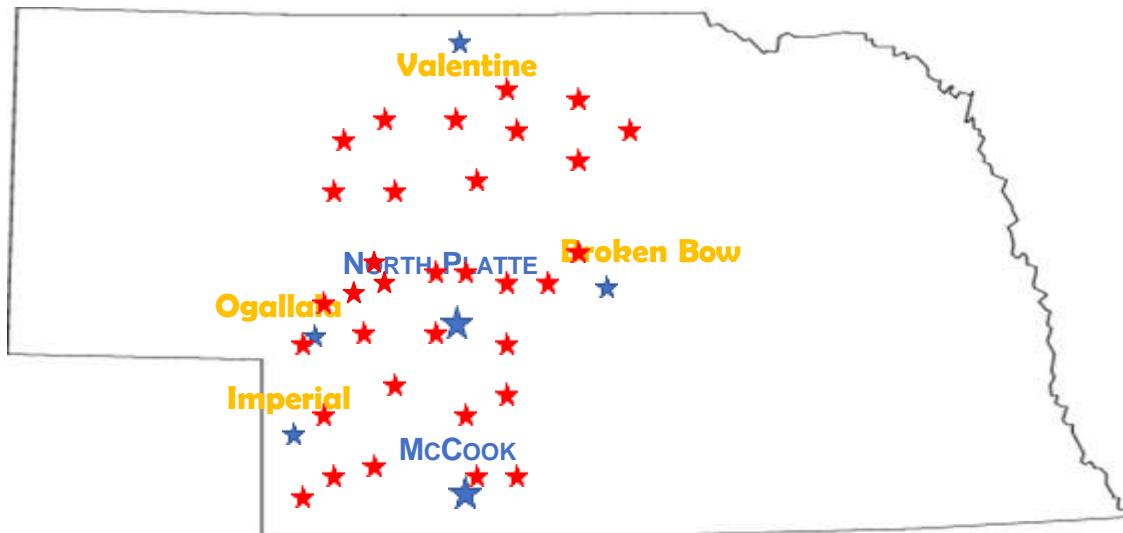 Valentine
Broken Bow
North Platte
Ogallala
Imperial
McCook